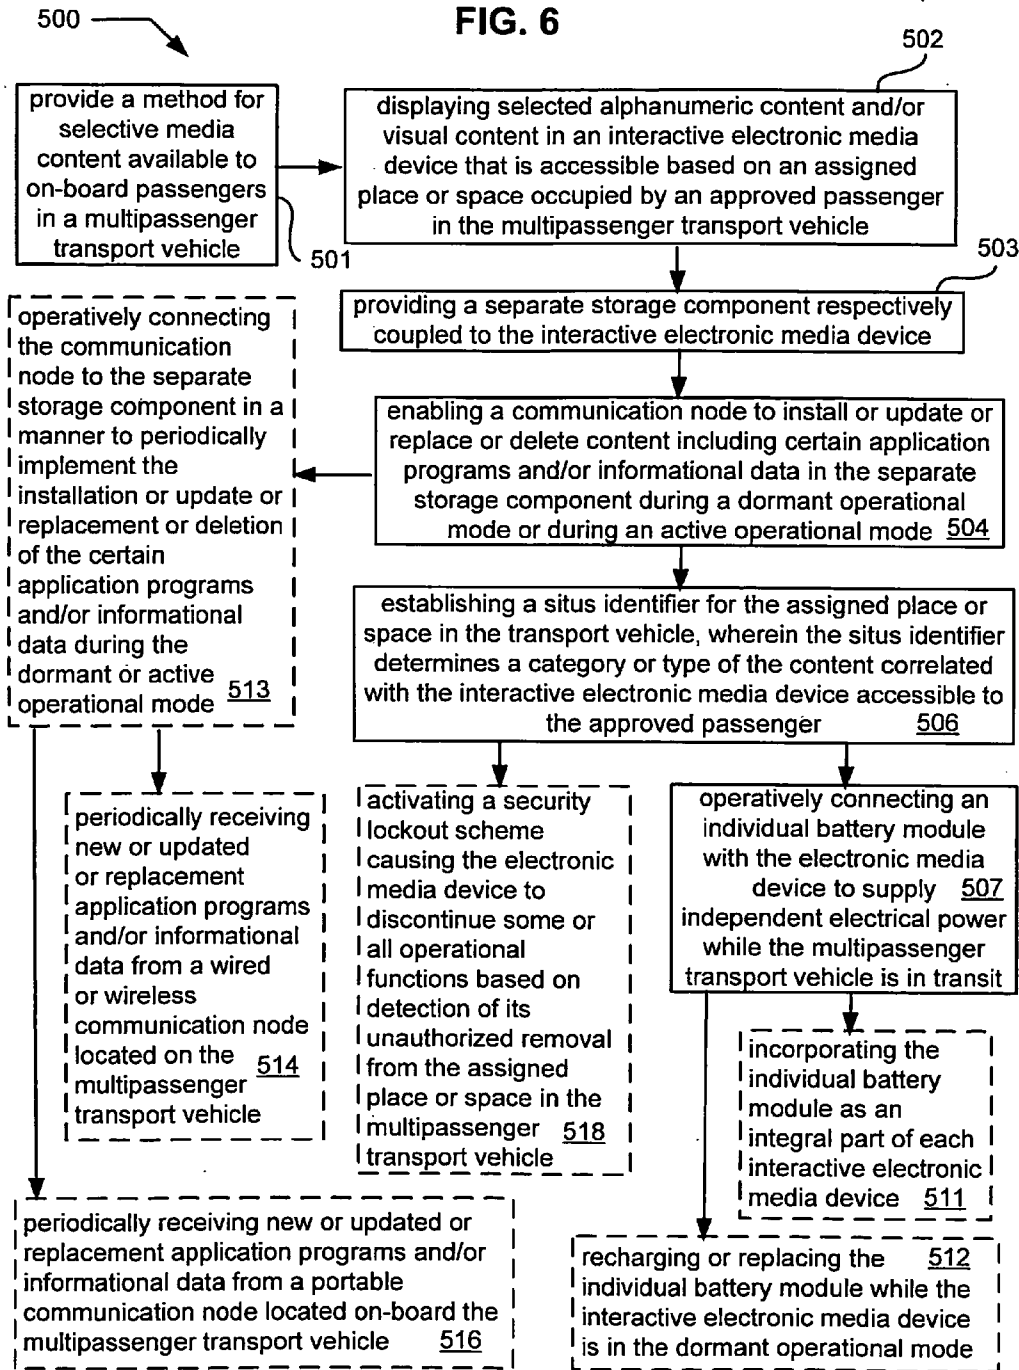 FIG. 6
500
provide a method for
selective media
content available to
on-board passengers
in a multipassenger
transport vehicle
501
502
displaying selected alphanumeric content and/or
visual content in an interactive electronic media
device that is accessible based on an assigned
place or space occupied by an approved passenger
in the multipassenger transport vehicle
503
providing a separate storage component respectively
coupled to the interactive electronic media device
enabling a communication node to install or update or
replace or delete content including certain application
programs and/or informational data in the separate
storage component during a dormant operational
mode or during an active operational mode 504
operatively connecting
the communication
node to the separate
storage component in a
manner to periodically
implement the
installation or update or
replacement or deletion
of the certain
application programs
and/or informational
data during the
dormant or active
operational mode 513
establishing a situs identifier for the assigned place or
space in the transport vehicle, wherein the situs identifier
determines a category or type of the content correlated
with the interactive electronic media device accessible to
the approved passenger 506
periodically receiving
new or updated
or replacement
application programs
and/or informational
data from a wired
or wireless
communication node
located on the
multipassenger 514
transport vehicle
activating a security
lockout scheme
causing the electronic
media device to
discontinue some or
all operational
functions based on
detection of its
unauthorized removal
from the assigned
place or space in the
multipassenger 518
transport vehicle
operatively connecting an
individual battery module
with the electronic media
device to supply 507
independent electrical power
while the multipassenger
transport vehicle is in transit
incorporating the
individual battery
module as an
integral part of each
interactive electronic
media device 511
periodically receiving new or updated or
replacement application programs and/or
informational data from a portable
communication node located on-board the
multipassenger transport vehicle 516
recharging or replacing the 512
individual battery module while the
interactive electronic media device
is in the dormant operational mode